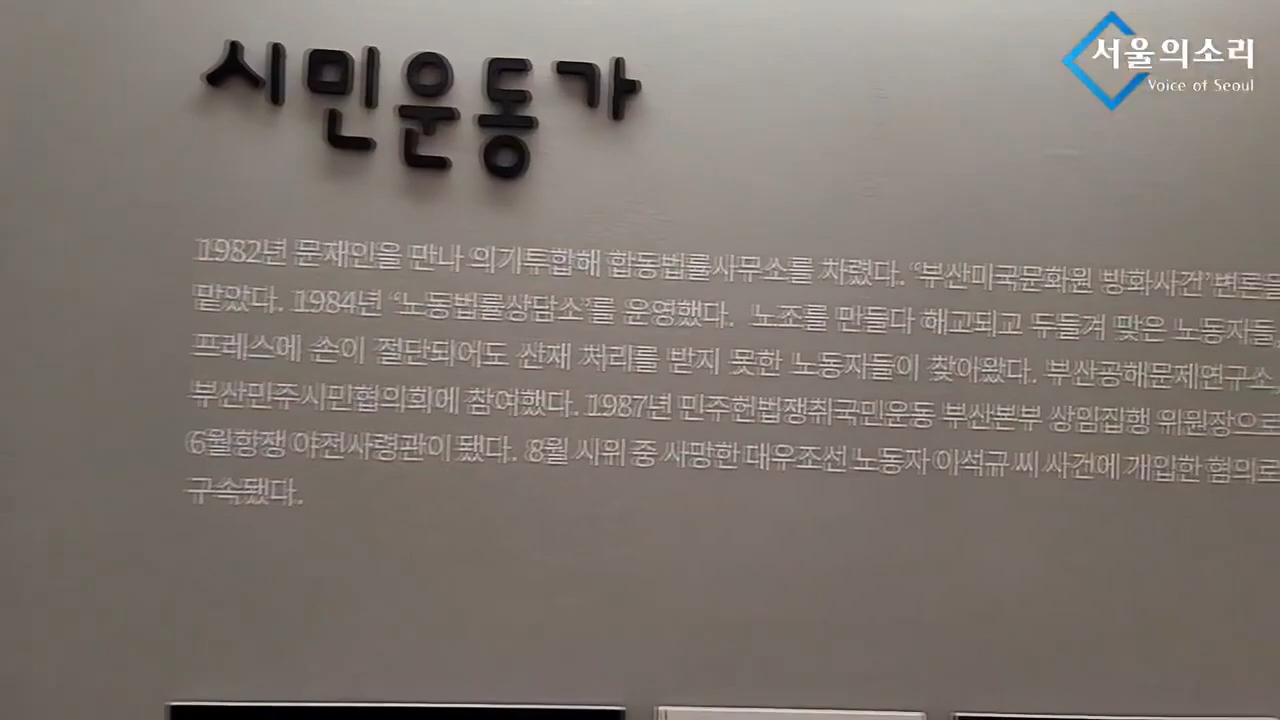 서울의소리
Voice of Seoul
시민운동가
1982년 문재인을 만나 의기투합해 합동법률사무소를 차렸다. “부산미국문화원 방화사건”변론을
맡았다. 1984년 “노동법률상담소”를 운영했다. 노조를 만들다 해고되고 두들겨 맞은 노동자들,
프레스에 손이 절단되어도 산재 처리를 받지 못한 노동자들이 찾아왔다. 부산공해문제연구소,
부산민주시민협의회에 참여했다. 1987년 민주헌법쟁취국민운동 부산본부 상임집행 위원장으로
6월항쟁 야전사령관이 됐다. 8월 시위 중 사망한 대우조선 노동자 이석규 씨 사건에 개입한 혐의로
구속됐다.